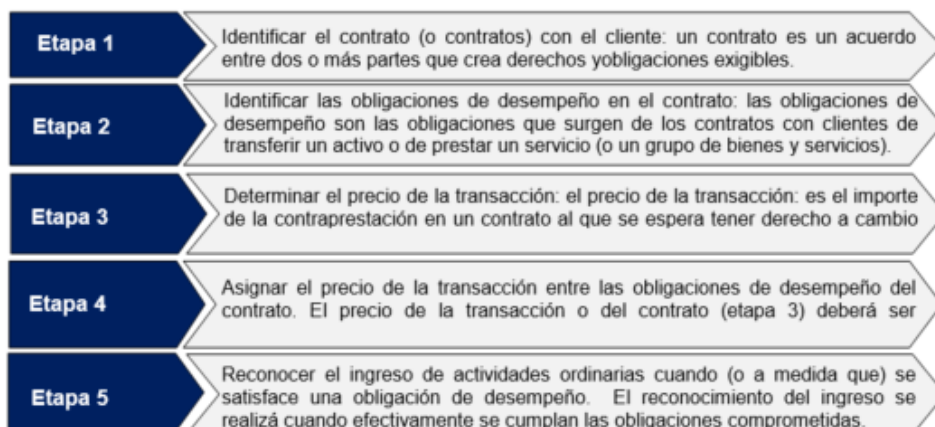 Etapa 1
Identificar el contrato (o contratos) con el cliente: un contrato es un acuerdo
entre dos o más partes que crea derechos yobligaciones exigibles.
Etapa 2
Identificar las obligaciones de desempeño en el contrato: las obligaciones de
desempeño son las obligaciones que surgen de los contratos con clientes de
transferir un activo o de prestar un servicio (o un grupo de bienes y servicios).
Etapa 3
Determinar el precio de la transacción: el precio de la transacción: es el importe
de la contraprestación en un contrato al que se espera tener derecho a cambio
Etapa 4
Asignar el precio de la transacción entre las obligaciones de desempeño del
contrato. El precio de la transacción o del contrato (etapa 3) deberá ser
Etapa 5
Reconocer el ingreso de actividades ordinarias cuando (o a medida que) se
satisface una obligación de desempeño. El reconocimiento del ingreso se
realizá cuando efectivamente se cumplan las obligaciones comprometidas.